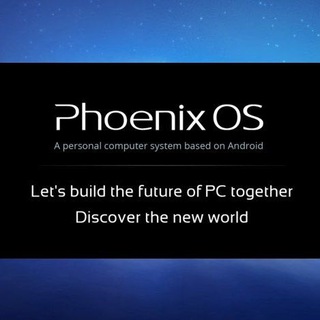 Phoenix OS
A personal computer system based on Android
Let's build the future of PC together
Discover the new world